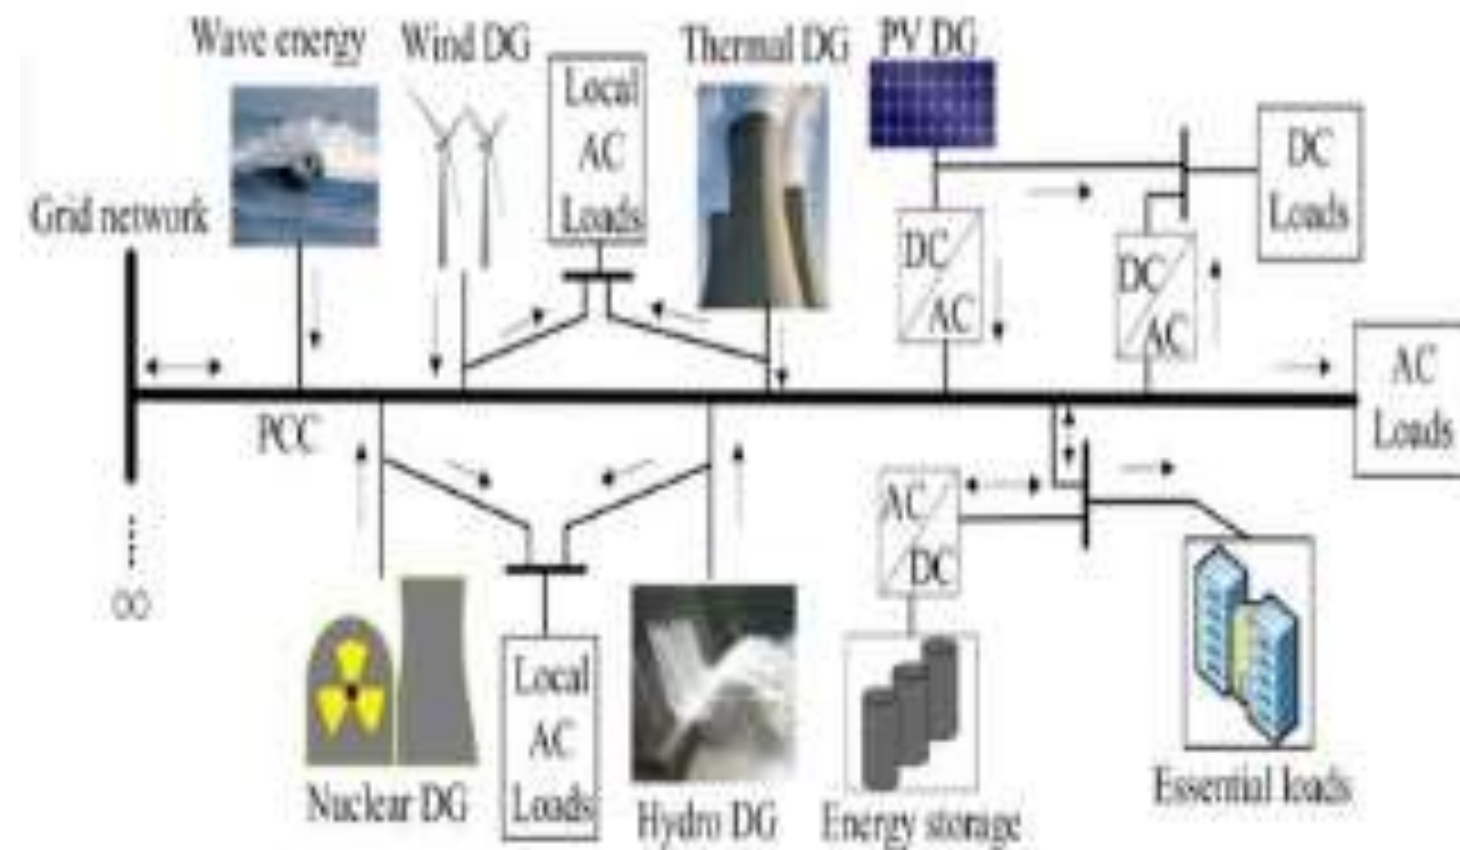 Wave energy
Wind DG
Local
AC
Loads
Thermal DG
PV DG
DC
Loads
Grid network
DC
AC
DC
AC
AC
Loads
PCC
AC
DC
∞
Local
AC
Loads
Nuclear DG
Hydro DG
Energy storage
Essential loads